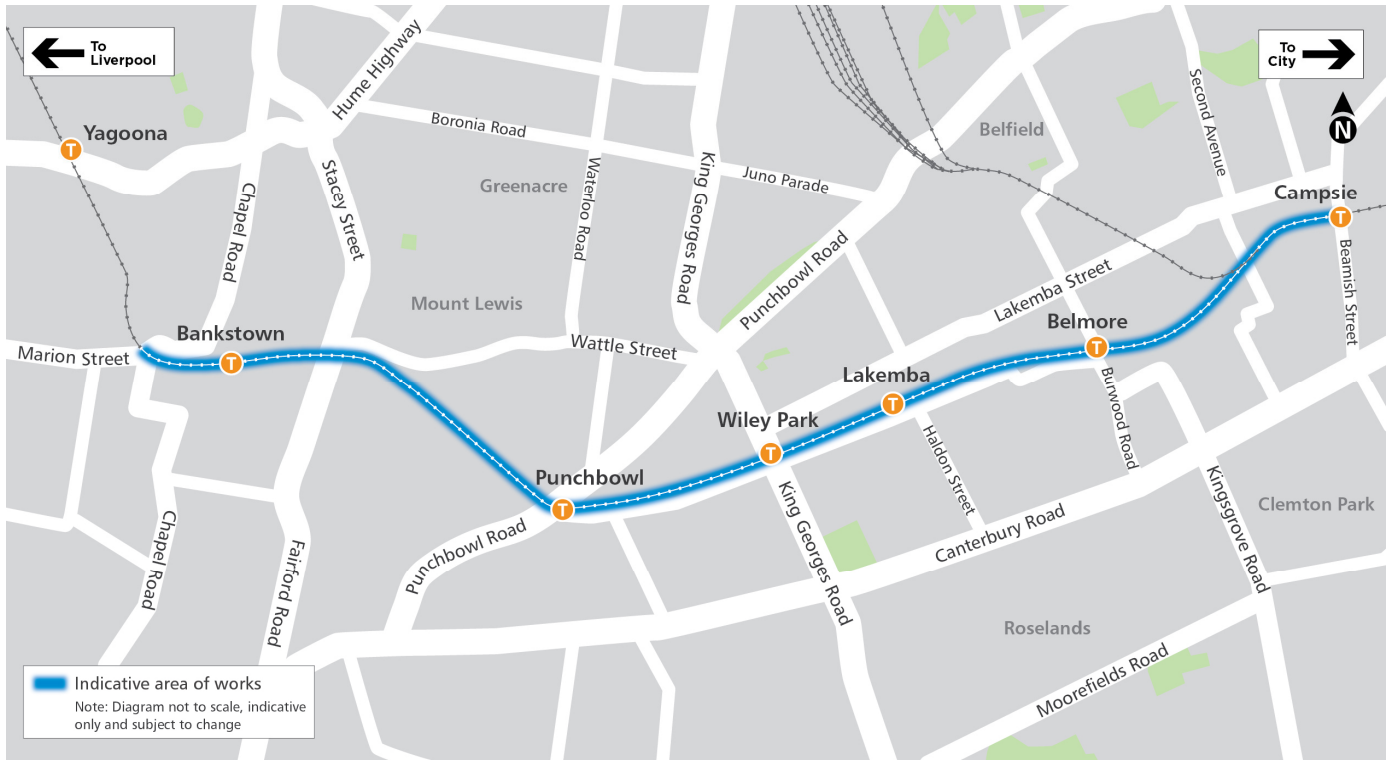 To
Liverpool
To
City
N
Yagoona
T
Hume Highway
Boronia Road
Belfield
Second Avenue
Campsie
T
Greenacre
Waterloo Road
Juno Parade
King Georges Road
Chapel Road
Stacey Street
Punchbowl Road
Lakemba Street
Beamish Street
Mount Lewis
Bankstown
T
Marion Street
Wattle Street
Belmore
T
Lakemba
T
Burwood Road
Wiley Park
T
Haldon Street
Punchbowl
T
Punchbowl Road
King Georges Road
Canterbury Road
Kingsgrove Road
Clemton Park
Chapel Road
Fairford Road
Roselands
Moorefields Road
Indicative area of works
Note: Diagram not to scale, indicative
only and subject to change